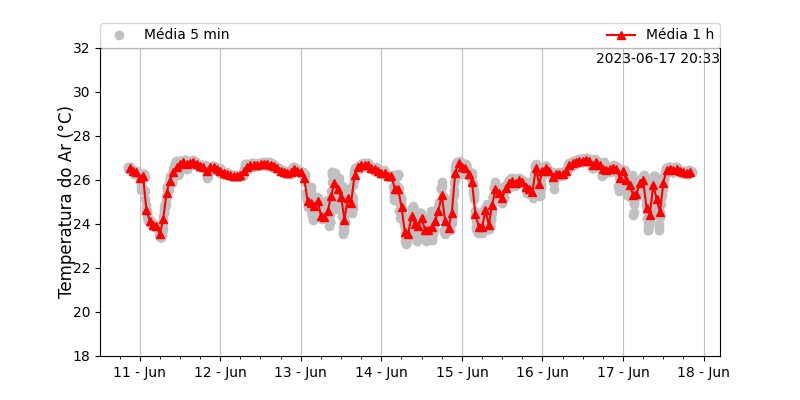 Média 5 min
Média 1 h
2023-06-17 20:33
Temperatura do Ar (°C)
32
30
28
26
24
22
20
18
11 - Jun
12 - Jun
13 - Jun
14 - Jun
15 - Jun
16 - Jun
17 - Jun
18 - Jun